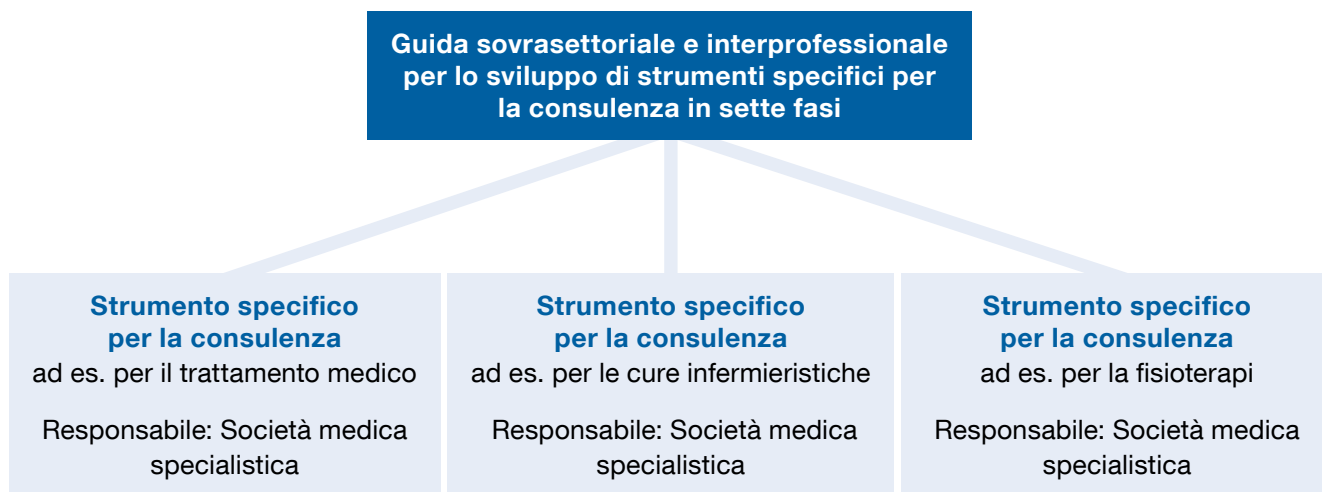 Guida sovrasettoriale e interprofessionale
per lo sviluppo di strumenti specifici per
la consulenza in sette fasi
Strumento specifico
per la consulenza
ad es. per il trattamento medico
Responsabile: Società medica
specialistica
Strumento specifico
per la consulenza
ad es. per le cure infermieristiche
Responsabile: Società medica
specialistica
Strumento specifico
per la consulenza
ad es. per la fisioterapi
Responsabile: Società medica
specialistica